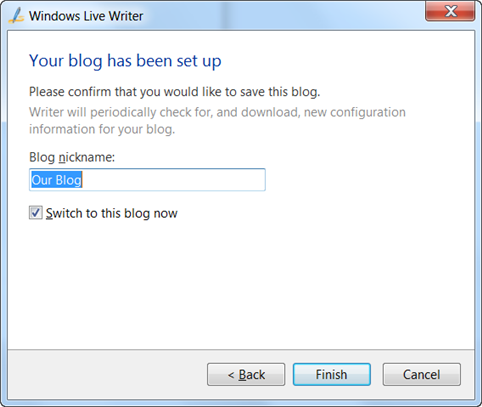 Windows Live Writer
Your blog has been set up
Please confirm that you would like to save this blog.
Writer will periodically check for, and download, new configuration
information for your blog.
Blog nickname:
Our Blog
Switch to this blog now
< Back
Finish
Cancel